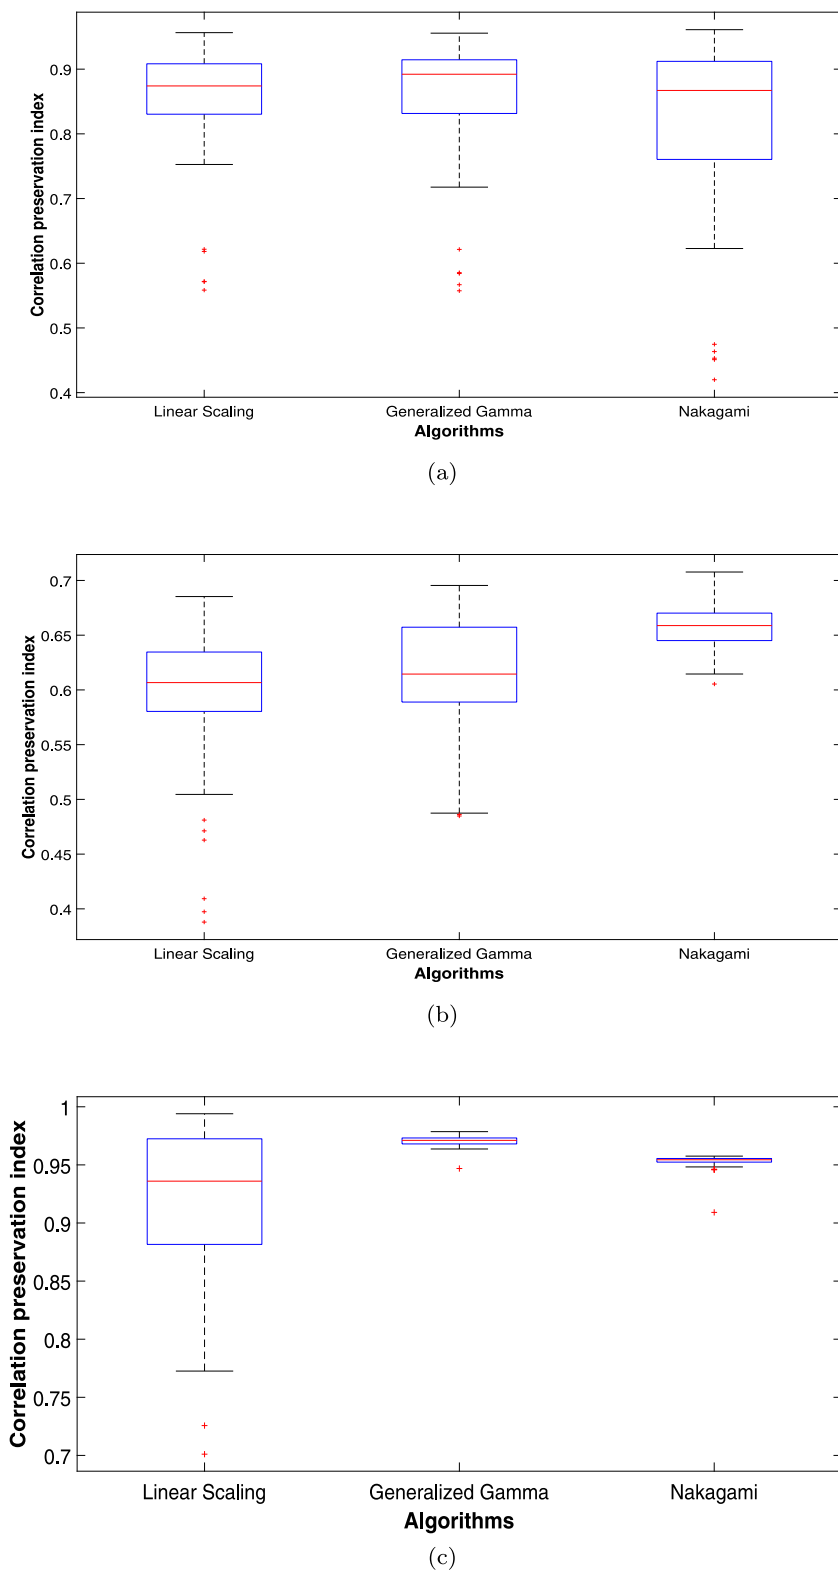 Correlation preservation index
0.9
0.8
0.7
0.6
0.5
0.4
Linear Scaling Generalized Gamma Nakagami
Algorithms
(a)
Correlation preservation index
0.7
0.65
0.6
0.55
0.5
0.45
0.4
Linear Scaling Generalized Gamma Nakagami
Algorithms
(b)
Correlation preservation index
1
0.95
0.9
0.85
0.8
0.75
0.7
Linear Scaling Generalized Gamma Nakagami
Algorithms
(c)